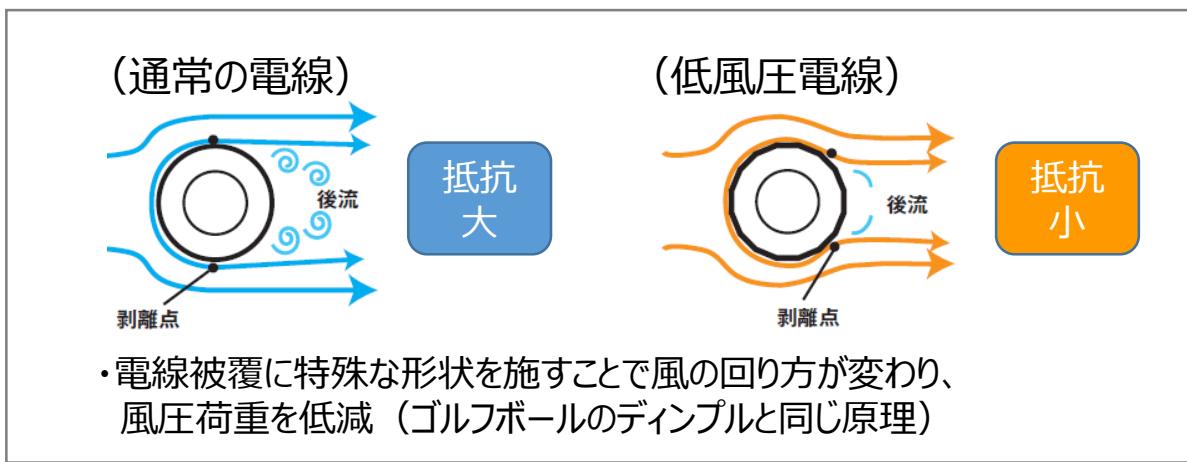 （通常の電線）
（低風圧電線）
抵抗
大
後流
剥離点
抵抗
小
後流
剥離点
・電線被覆に特殊な形状を施すことで風の回り方が変わり、
風圧荷重を低減（ゴルフボールのディンプルと同じ原理）